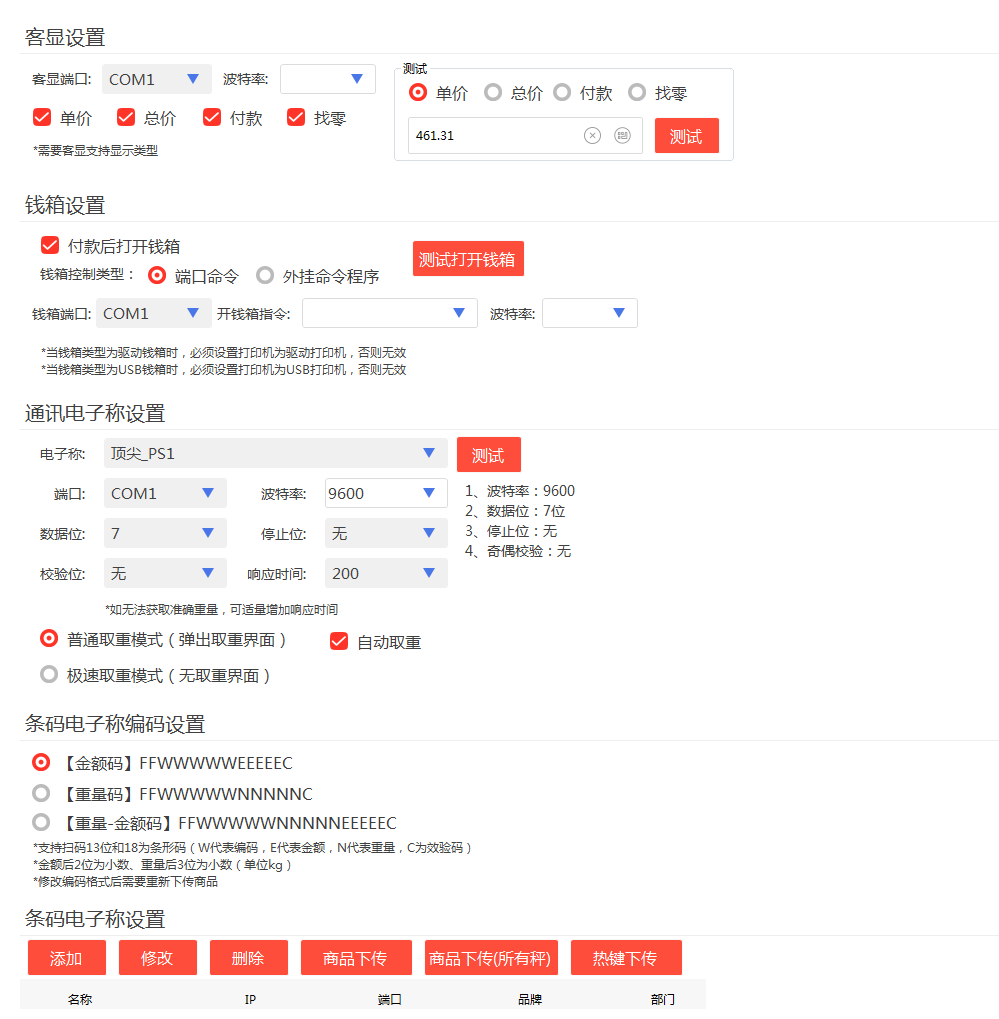 客显设置
客显端口: COM1 波特率:
单价 总价 付款 找零
*需要客显支持显示类型
测试
单价 总价 付款 找零
461.31 测试
钱箱设置
付款后打开钱箱
测试打开钱箱
钱箱控制类型： 端口命令 外挂命令程序
钱箱端口: COM1 开钱箱指令: 波特率:
*当钱箱类型为驱动钱箱时，必须设置打印机为驱动打印机，否则无效
*当钱箱类型为USB钱箱时，必须设置打印机为USB打印机，否则无效
通讯电子称设置
电子称: 顶尖_PS1 测试
端口: COM1 波特率: 9600
数据位: 7 停止位: 无
校验位: 无 响应时间: 200
1、波特率：9600
2、数据位：7位
3、停止位：无
4、奇偶校验：无
*如无法获取准确重量，可适量增加响应时间
普通取重模式（弹出取重界面） 自动取重
极速取重模式（无取重界面）
条码电子称编码设置
【金额码】FFWWWWWEEEEEC
【重量码】FFWWWWWNNNNNC
【重量-金额码】FFWWWWWNNNNNEEEEEC
*支持扫码13位和18为条形码（W代表编码，E代表金额，N代表重量，C为效验码）
*金额后2位为小数、重量后3位为小数（单位kg）
*修改编码格式后需要重新下传商品
条码电子称设置
添加 修改 删除 商品下传 商品下传(所有秤) 热键下传
名称 IP 端口 品牌 部门